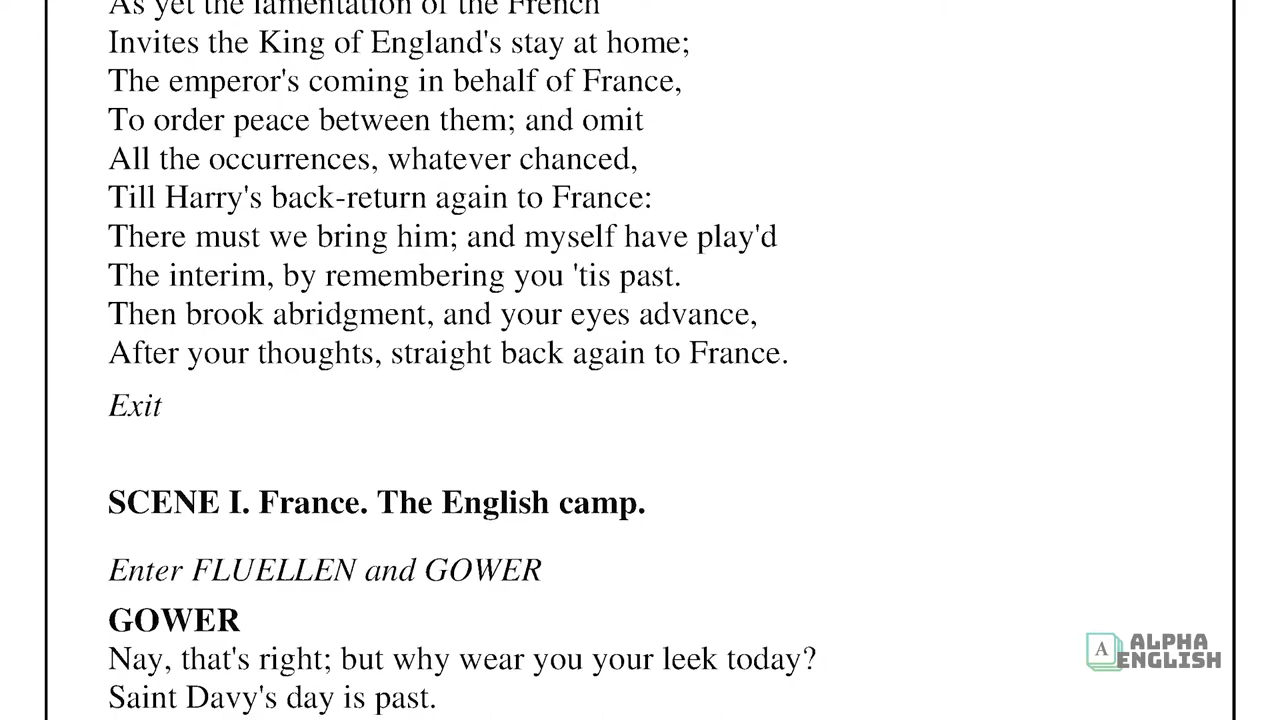 As yet the lamentation of the French
Invites the King of England's stay at home;
The emperor's coming in behalf of France,
To order peace between them; and omit
All the occurrences, whatever chanced,
Till Harry's back-return again to France:
There must we bring him; and myself have play'd
The interim, by remembering you 'tis past.
Then brook abridgment, and your eyes advance,
After your thoughts, straight back again to France.
Exit
SCENE I. France. The English camp.
Enter FLUELLEN and GOWER
GOWER
Nay, that's right; but why wear you your leek today?
Saint Davy's day is past.
A ALPHA
ENGLISH